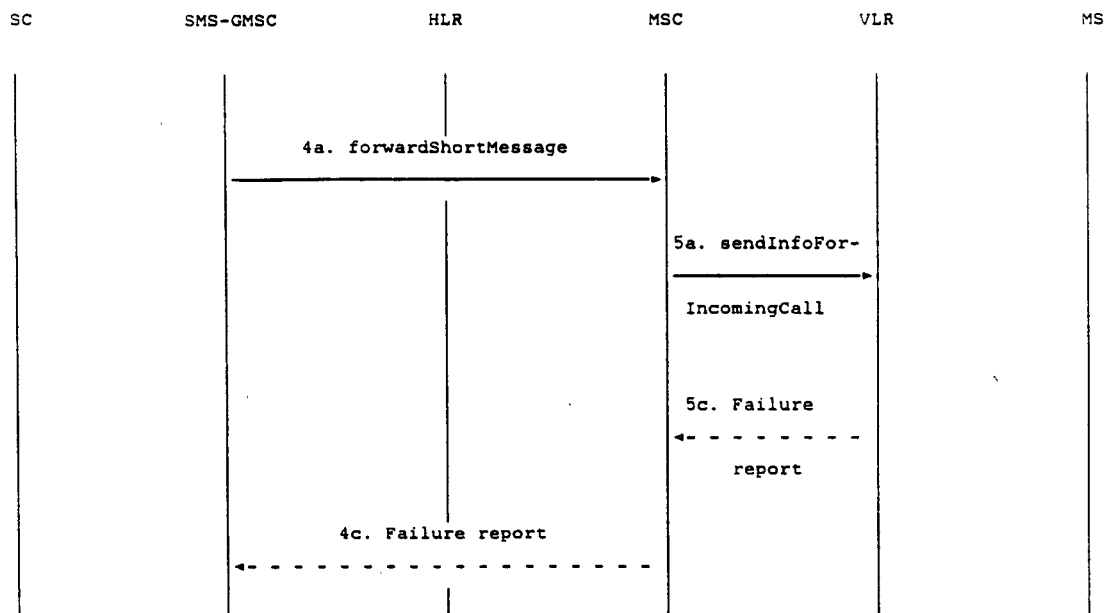 SC SMS-GMSC HLR MSC VLR MS
4a. forwardShortMessage
5a. sendInfoFor-
IncomingCall
5c. Failure
report
4c. Failure report